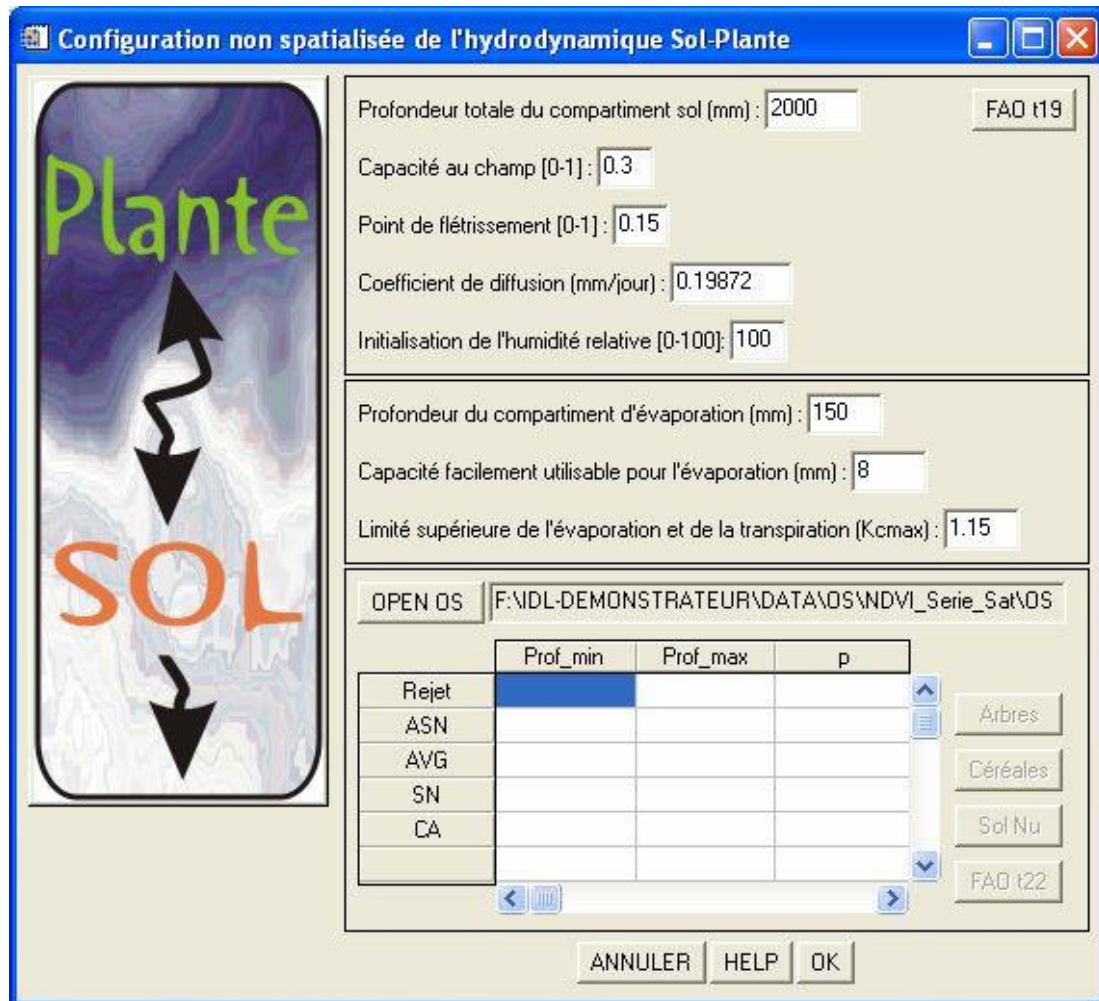 Configuration non spatialisée de l'hydrodynamique Sol-Plante
Plante
SOL
Profondeur totale du compartiment sol (mm) : 2000 FAO t19
Capacité au champ [0-1] : 0.3
Point de flétrissement [0-1] : 0.15
Coefficient de diffusion (mm/jour) : 0.19872
Initialisation de l'humidité relative [0-100]: 100
Profondeur du compartiment d'évaporation (mm) : 150
Capacité facilement utilisable pour l'évaporation (mm) : 8
Limité supérieure de l'évaporation et de la transpiration (Kcmax) : 1.15
OPEN OS F:\IDL-DEMONSTRATEUR\DATA\OS\NDVI_Serie_Sat\OS
Prof_min Prof_max p
Rejet
ASN
AVG
SN
CA
Arbres
Céréales
Sol Nu
FAO t22
ANNULER HELP OK